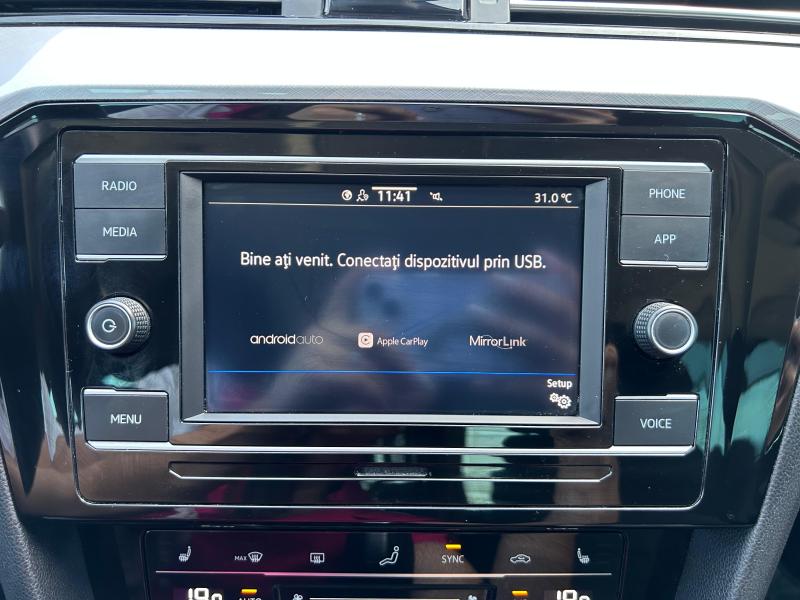 RADIO
MEDIA
MENU
11:41
31.0 °C
Bine ați venit. Conectați dispozitivul prin USB.
androidauto
Apple CarPlay
MirrorLink
Setup
PHONE
APP
VOICE
MAX
SYNC
AUTO